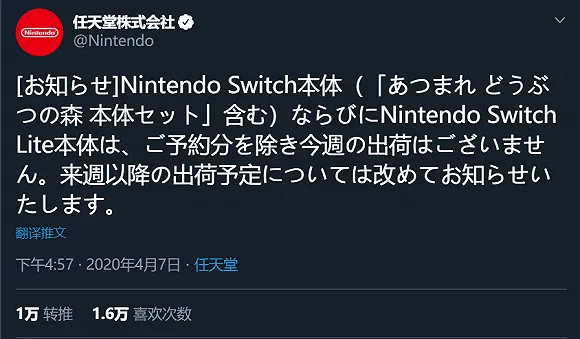 Nintendo
任天堂株式会社
@Nintendo
[お知らせ]Nintendo Switch本体（「あつまれ どうぶ
つの森 本体セット」含む）ならびにNintendo Switch
Lite本体は、ご予約分を除き今週の出荷はございませ
ん。来週以降の出荷予定については改めてお知らせい
たします。
翻译推文
下午4:57 · 2020年4月7日 · 任天堂
1万 转推 1.6万 喜欢次数